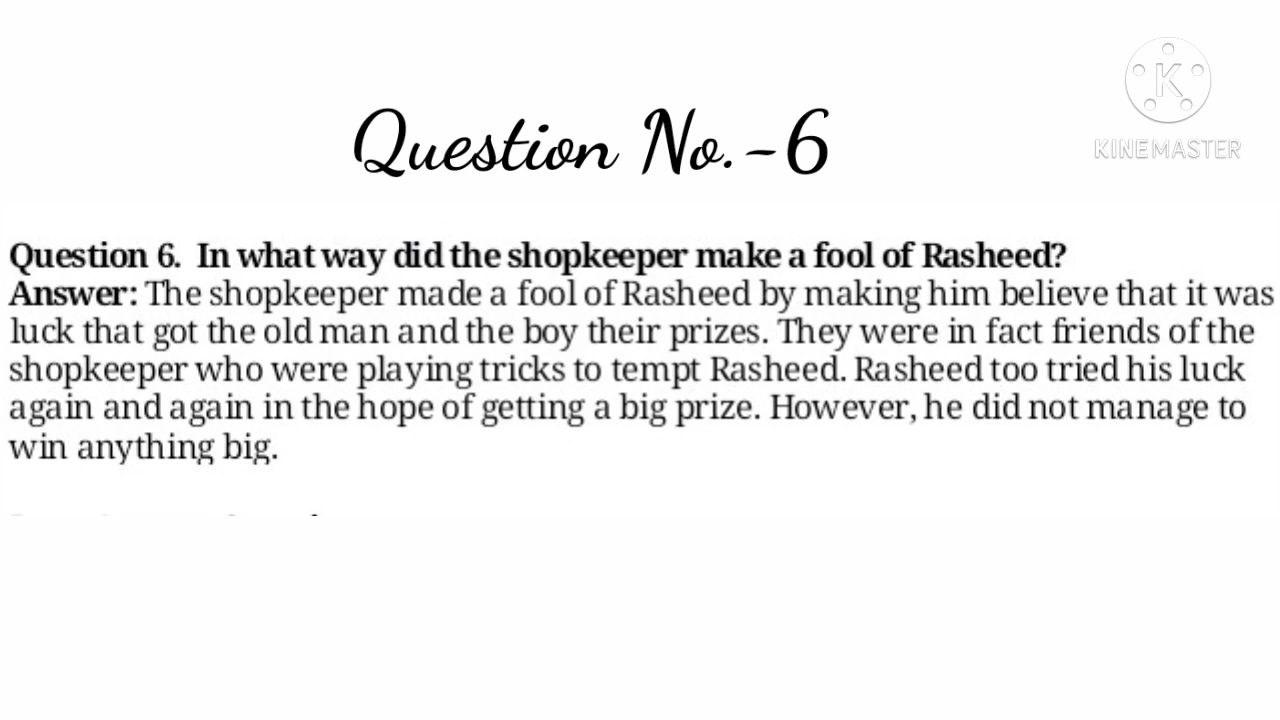 Question No.-6
K
KINEMASTER
Question 6. In what way did the shopkeeper make a fool of Rasheed?
Answer: The shopkeeper made a fool of Rasheed by making him believe that it was
luck that got the old man and the boy their prizes. They were in fact friends of the
shopkeeper who were playing tricks to tempt Rasheed. Rasheed too tried his luck
again and again in the hope of getting a big prize. However, he did not manage to
win anything big.